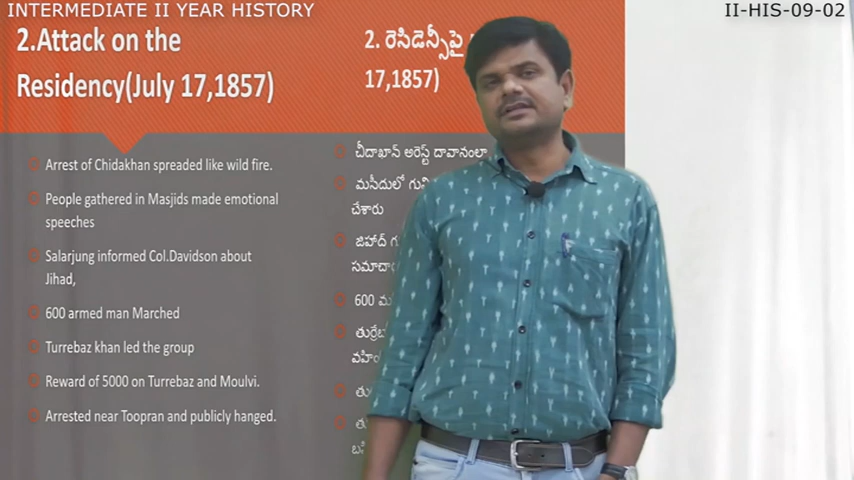 INTERMEDIATE II YEAR HISTORY
II-HIS-09-02
2.Attack on the
Residency(July 17,1857)
2. రెసిడెన్సీపై
17,1857)
Arrest of Chidakhan spreaded like wild fire.
People gathered in Masjids made emotional
speeches
Salarjung informed Col.Davidson about
Jihad,
600 armed man Marched
Turrebaz khan led the group
Reward of 5000 on Turrebaz and Moulvi.
Arrested near Toopran and publicly hanged.
చీదాఖాన్ అరెస్ట్ దావానంలా
మసీదులో
చేశారు
జిహాద్
600